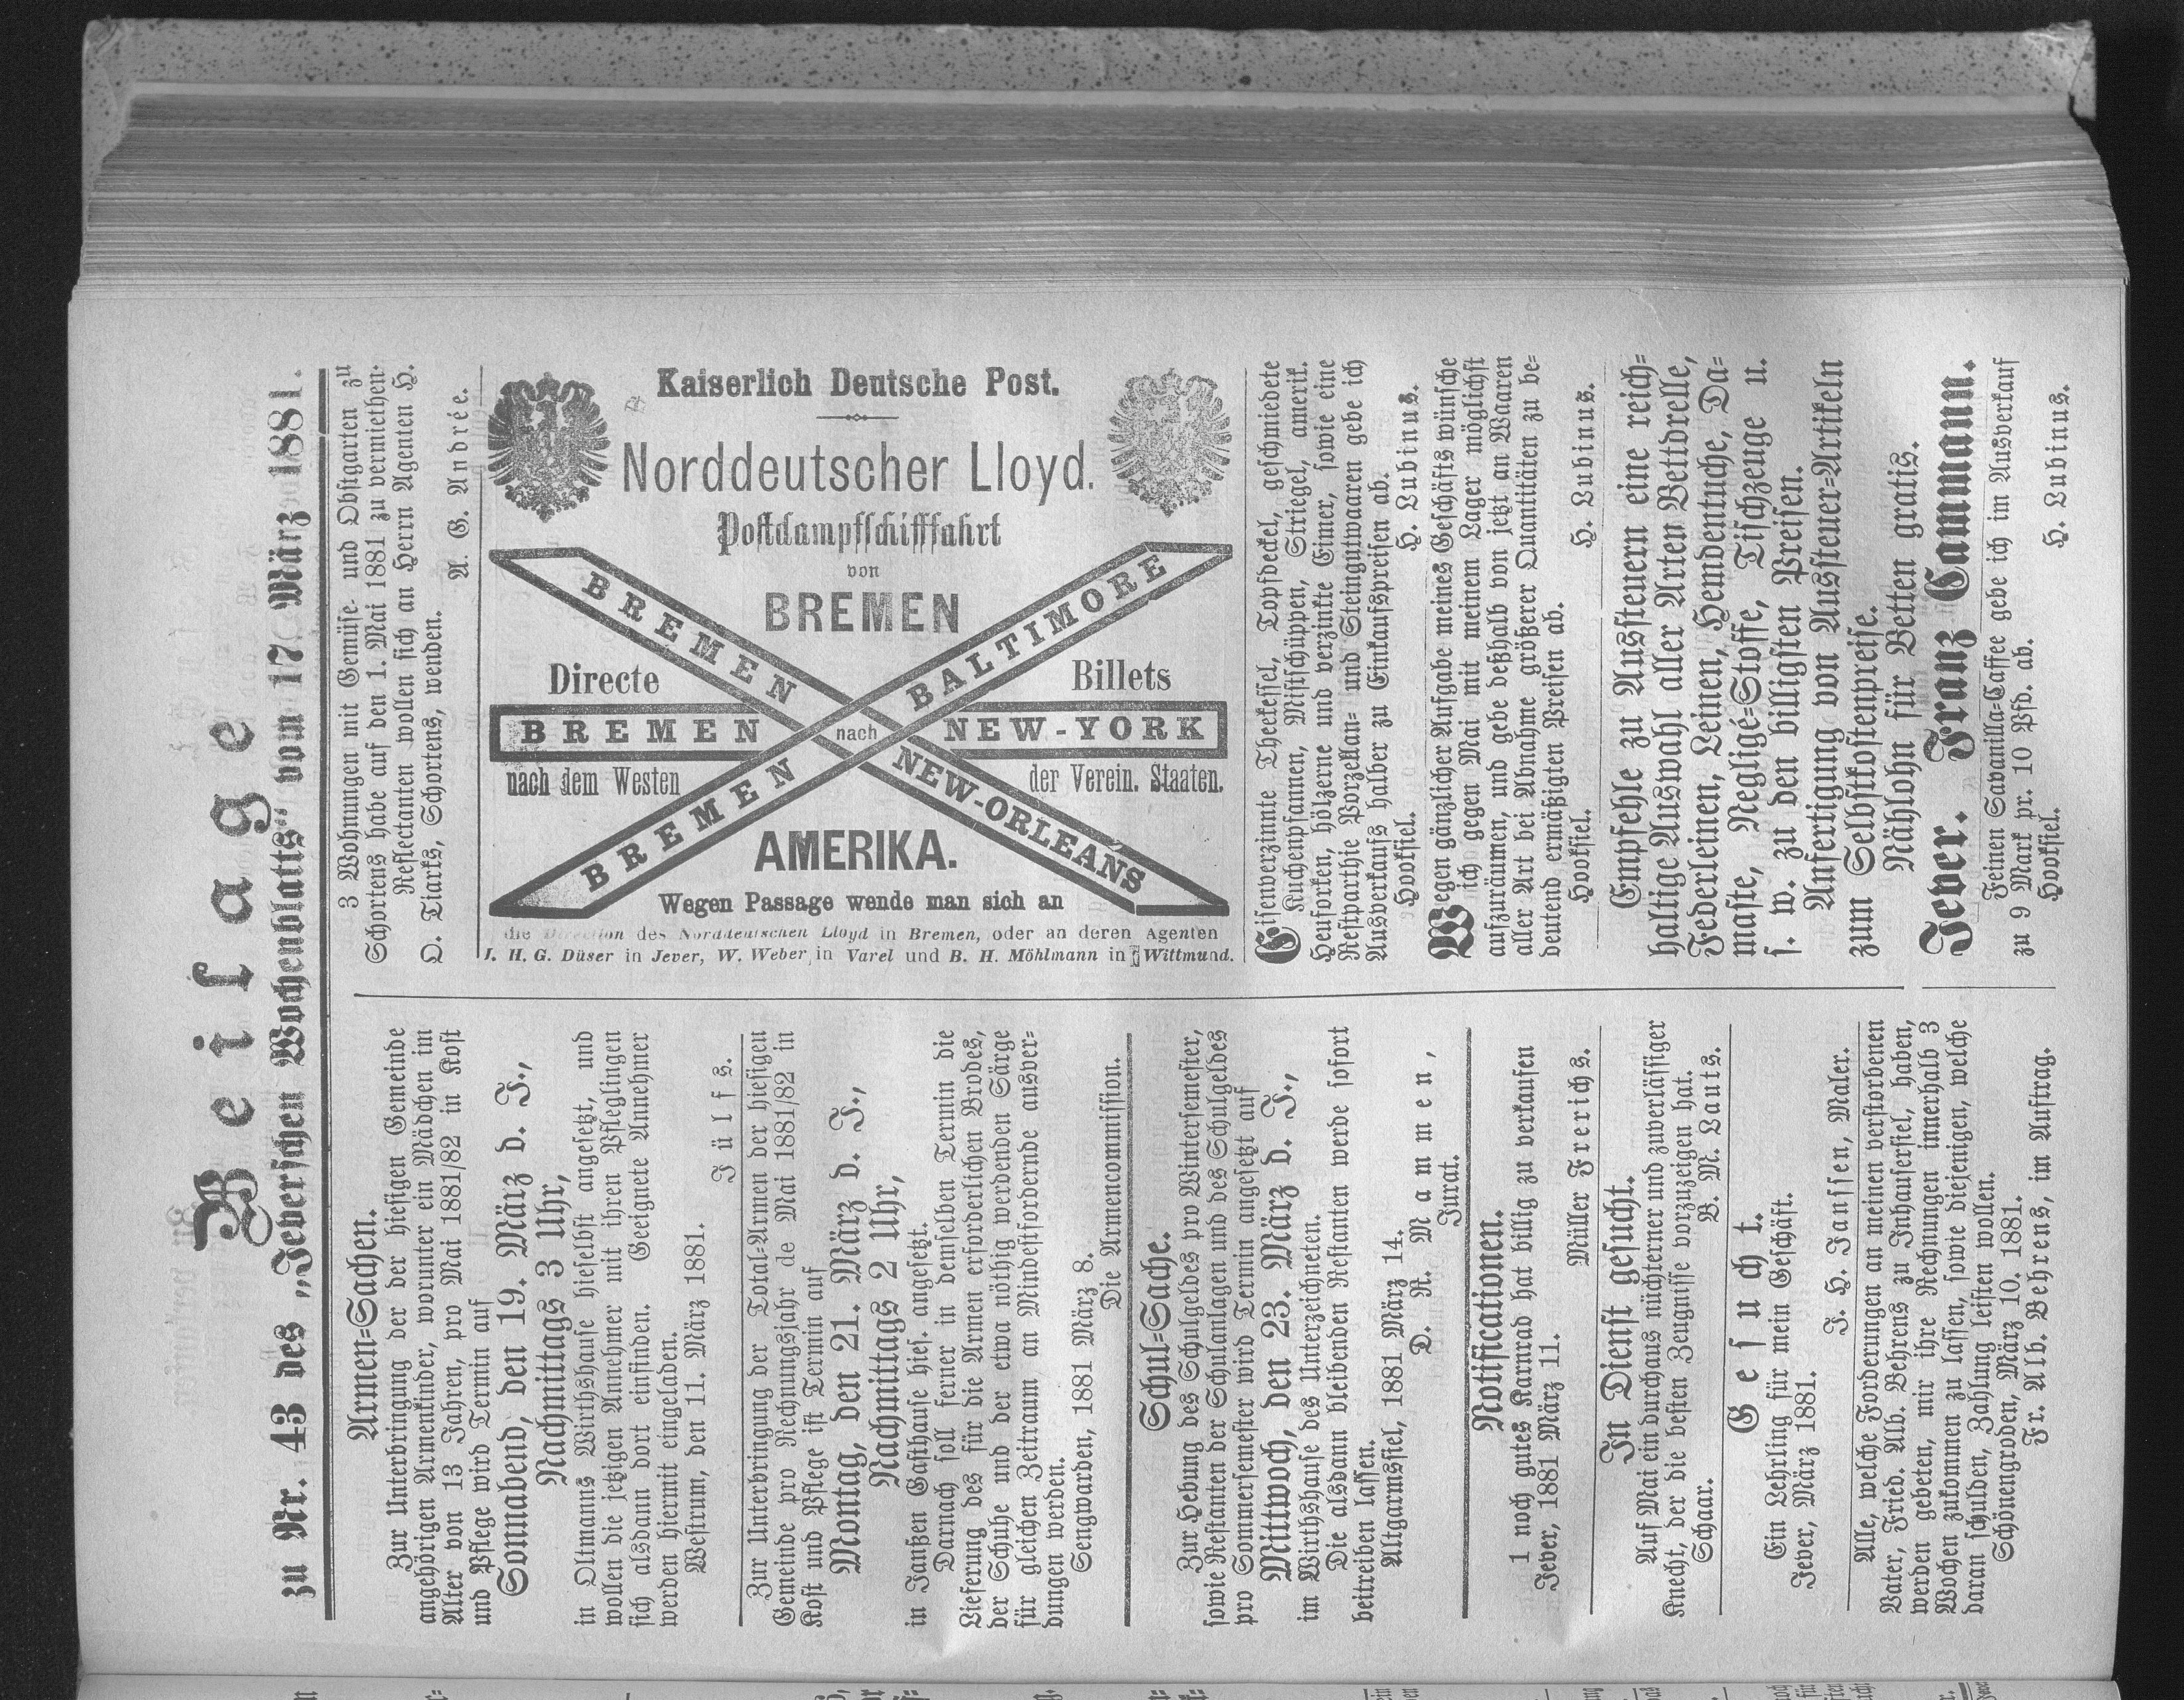 Beilage
zu Nr. 43 des „Jeverschen Wochenblatts“ vom 17. März 1881.
Armen=Sachen.
Zur Unterbringung der der hiesigen Gemeinde
angehörigen Armenkinder, worunter ein Mädchen im
Alter von 13 Jahren, pro Mai 1881/82 in Kost
und Pflege wird Termin auf
Sonnabend, den 19. März d. J.,
Nachmittags 3 Uhr,
in Oltmanns Wirthshause hieselbst angesetzt, und
wollen die jetzigen Annehmer mit ihren Pfleglingen
sich alsdann dort einfinden. Geeignete Annehmer
werden hiermit eingeladen.
Westrum, den 11. März 1881.
Jülfs.
Zur Unterbringung der Total=Armen der hiesigen
Gemeinde pro Rechnungsjahr de Mai 1881/82 in
Kost und Pflege ist Termin auf
Montag, den 21. März d. J.,
Nachmittags 2 Uhr,
in Janßen Gasthause hies. angesetzt.
Darnach soll ferner in demselben Termin die
Lieferung des für die Armen erforderlichen Brodes,
der Schuhe und der etwa nöthig werdenden Särge
für gleichen Zeitraum an Mindestfordernde ausver=
dungen werden.
Sengwarden, 1881 März 8.
Die Armencommission.
Schul=Sache.
Zur Hebung des Schulgeldes pro Wintersemester,
sowie Restanten der Schulanlagen und des Schulgeldes
pro Sommersemester wird Termin angesetzt auf
Mittwoch, den 23. März d. J.,
im Wirthshause des Unterzeichneten.
Die alsdann bleibenden Restanten werde sofort
beitreiben lassen.
Altgarmssiel, 1881 März 14.
D. R. Mammen,
Jurat.
Notificationen.
1 noch gutes Karnrad hat billig zu verkaufen
Jever, 1881 März 11.
Müller Frerichs.
In Dienst gesucht.
Auf Mai ein durchaus nüchterner und zuverlässiger
Knecht, der die besten Zeugnisse vorzuzeigen hat.
Schaar.
B. M. Lauts.
Gesucht.
Ein Lehrling für mein Geschäft.
Jever, März 1881.
J. H. Janssen, Maler.
Alle, welche Forderungen an meinen verstorbenen
Vater, Fried. Alb. Behrens zu Inhausersiel, haben,
werden gebeten, mir ihre Rechnungen innerhalb 3
Wochen zukommen zu lassen, sowie diejenigen, welche
daran schulden, Zahlung leisten wollen.
Schönengroden, März 10. 1881.
Fr. Alb. Behrens, im Auftrag.
3 Wohnungen mit Gemüse- und Obstgarten zu
Schortens habe auf den 1. Mai 1881 zu vermiethen.
Reflectanten wollen sich an Herrn Agenten H.
D. Tiarks, Schortens, wenden.
A. G. Andrée.
Kaiserlich Deutsche Post.
Norddeutscher Lloyd.
Postdampfschifffahrt
von
BREMEN
BREMEN
BALTIMORE
Directe
Billets
BREMEN
nach
NEW-YORK
nach dem Westen
der Verein. Staaten.
BREMEN
NEW-ORLEANS
AMERIKA.
Wegen Passage wende man sich an
die Direction des Norddeutschen Lloyd in Bremen, oder an deren Agenten
J. H. G. Düser in Jever, W. Weber in Varel und B. H. Möhlmann in Wittmund.
Eisenverzinnte Theekessel, Topfdeckel, geschmiedete
Kuchenpfannen, Mistschüppen, Striegel, amerik.
Heuforken, hölzerne und verzinkte Eimer, sowie eine
Restparthie Porzellan= und Steingutwaaren gebe ich
Ausverkaufs halber zu Einkaufspreisen ab.
Hooksiel.
H. Lubinus.
Wegen gänzlicher Aufgabe meines Geschäfts wünsche
ich gegen Mai mit meinem Lager möglichst
aufzuräumen, und gebe deßhalb von jetzt an Waaren
aller Art bei Abnahme größerer Quantitäten zu be=
deutend ermäßigten Preisen ab.
Hooksiel.
H. Lubinus.
Empfehle zu Aussteuern eine reich=
haltige Auswahl aller Arten Bettdrelle,
Federleinen, Leinen, Hemdentuche, Da=
maste, Negligé=Stoffe, Tischzeuge u.
s. w. zu den billigsten Preisen.
Anfertigung von Aussteuer=Artikeln
zum Selbstkostenpreise.
Nählohn für Betten gratis.
Jever. Franz Cammann.
Feinen Savanilla=Caffee gebe ich im Ausverkauf
zu 9 Mark pr. 10 Pfd. ab.
Hooksiel.
H. Lubinus.